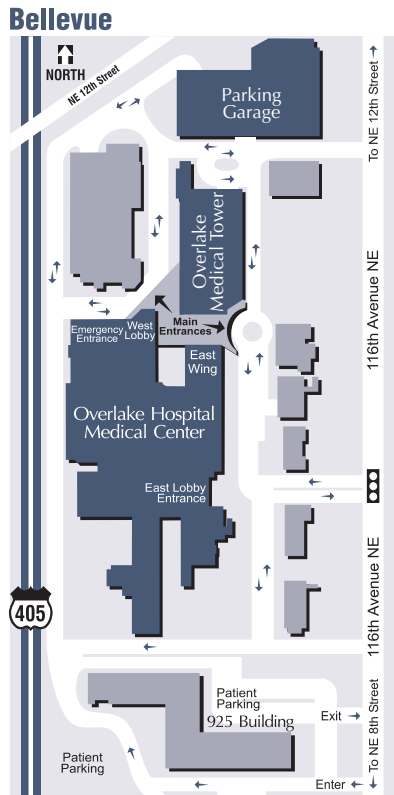 Bellevue
NORTH
NE 12th Street
To NE 12th Street
Parking
Garage
Overlake
Medical Tower
116th Avenue NE
Main
Entrances
Emergency
Entrance
West
Lobby
East
Wing
Overlake Hospital
Medical Center
East Lobby
Entrance
116th Avenue NE
405
Patient
Parking
925 Building
Exit
To NE 8th Street
Patient
Parking
Enter